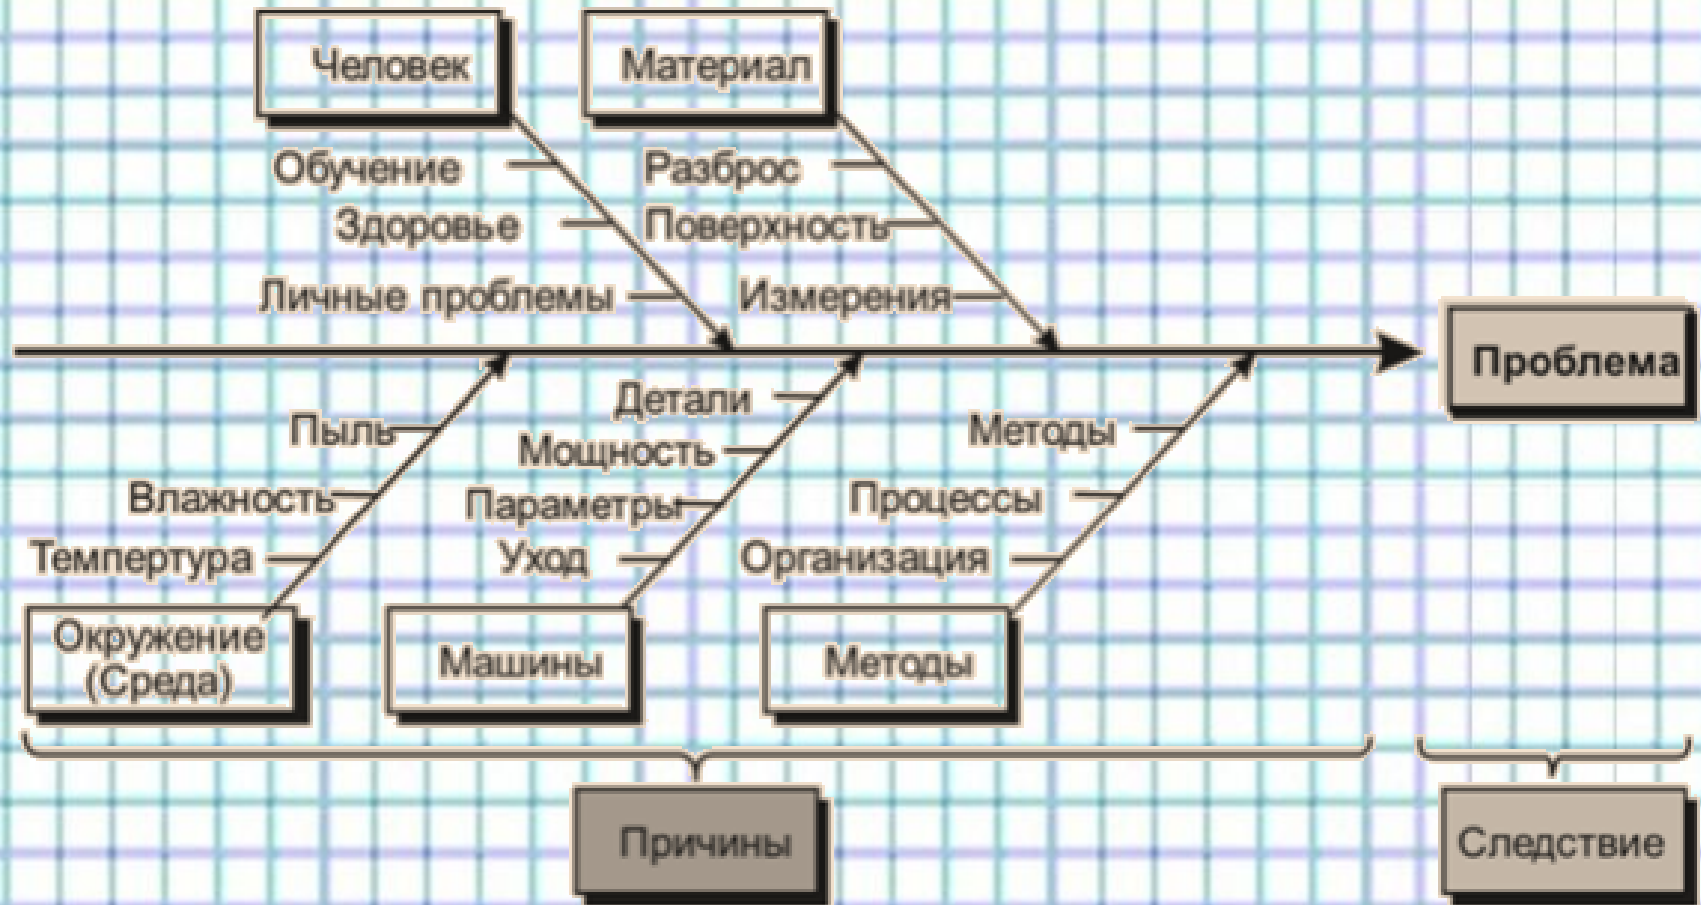 Человек
Материал
Обучение
Разброс
Здоровье
Поверхность
Личные проблемы
Измерения
Проблема
Детали
Пыль
Методы
Мощность
Влажность
Параметры
Процессы
Темпертура
Уход
Организация
Окружение
(Среда)
Машины
Методы
Причины
Следствие